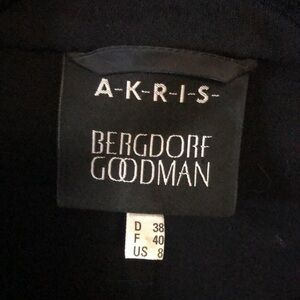 A-K-R-I-S-
BERGDORF
GOODMAN
D 38
F 40
US 8